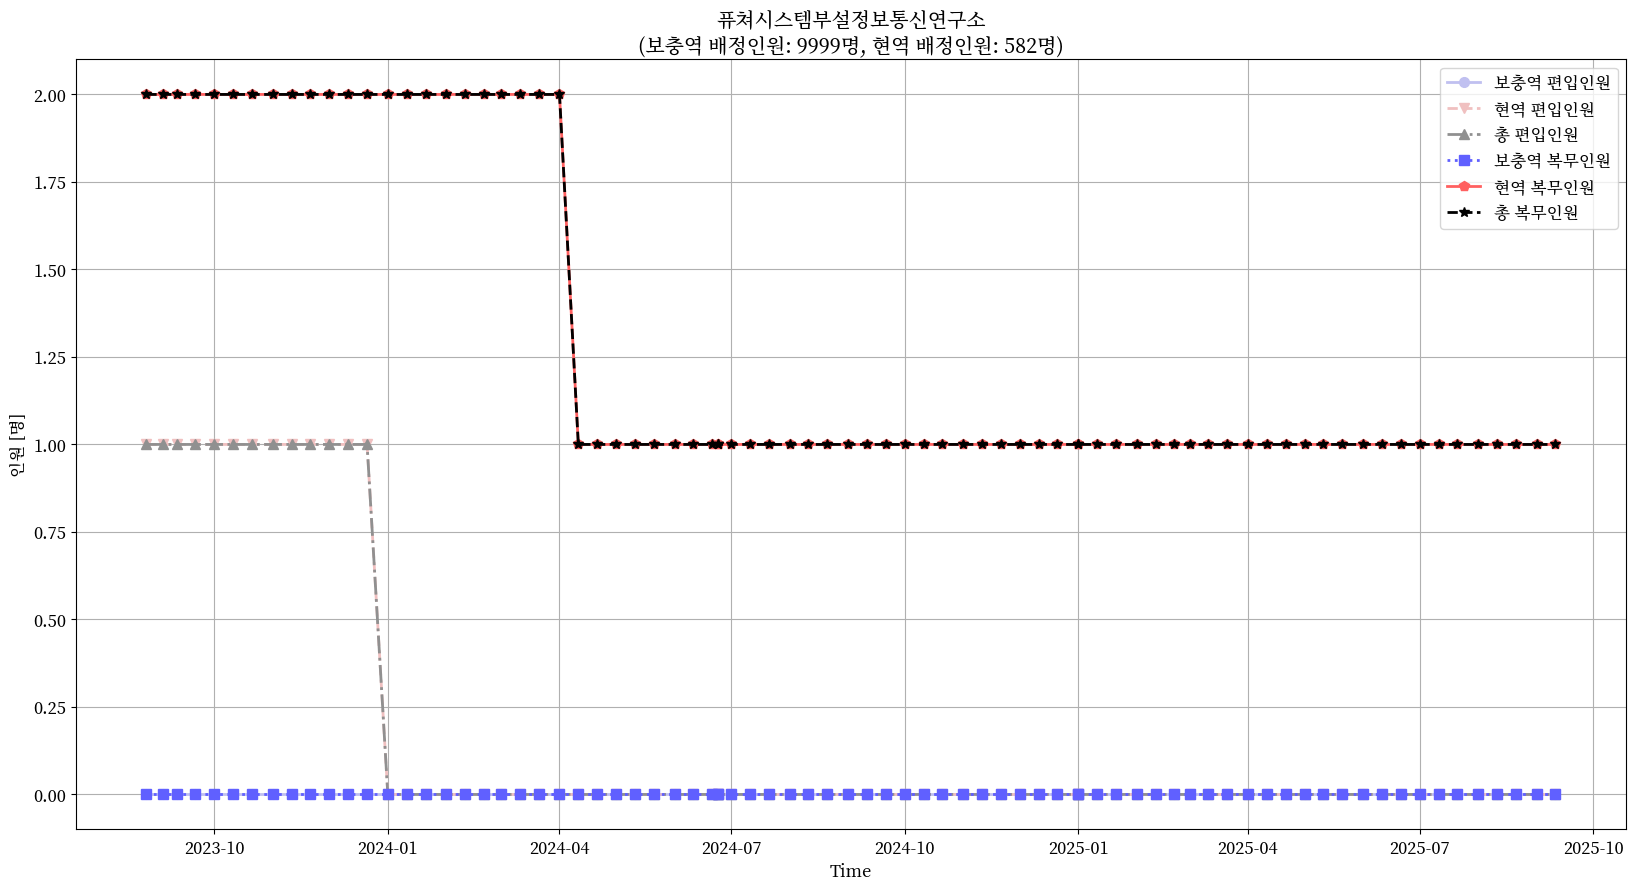 퓨쳐시스템부설정보통신연구소
(보충역 배정인원: 9999명, 현역 배정인원: 582명)
보충역 편입인원
현역 편입인원
총 편입인원
보충역 복무인원
현역 복무인원
총 복무인원
인원 [명]
2.00
1.75
1.50
1.25
1.00
0.75
0.50
0.25
0.00
2023-10
2024-01
2024-04
2024-07
2024-10
2025-01
2025-04
2025-07
2025-10
Time